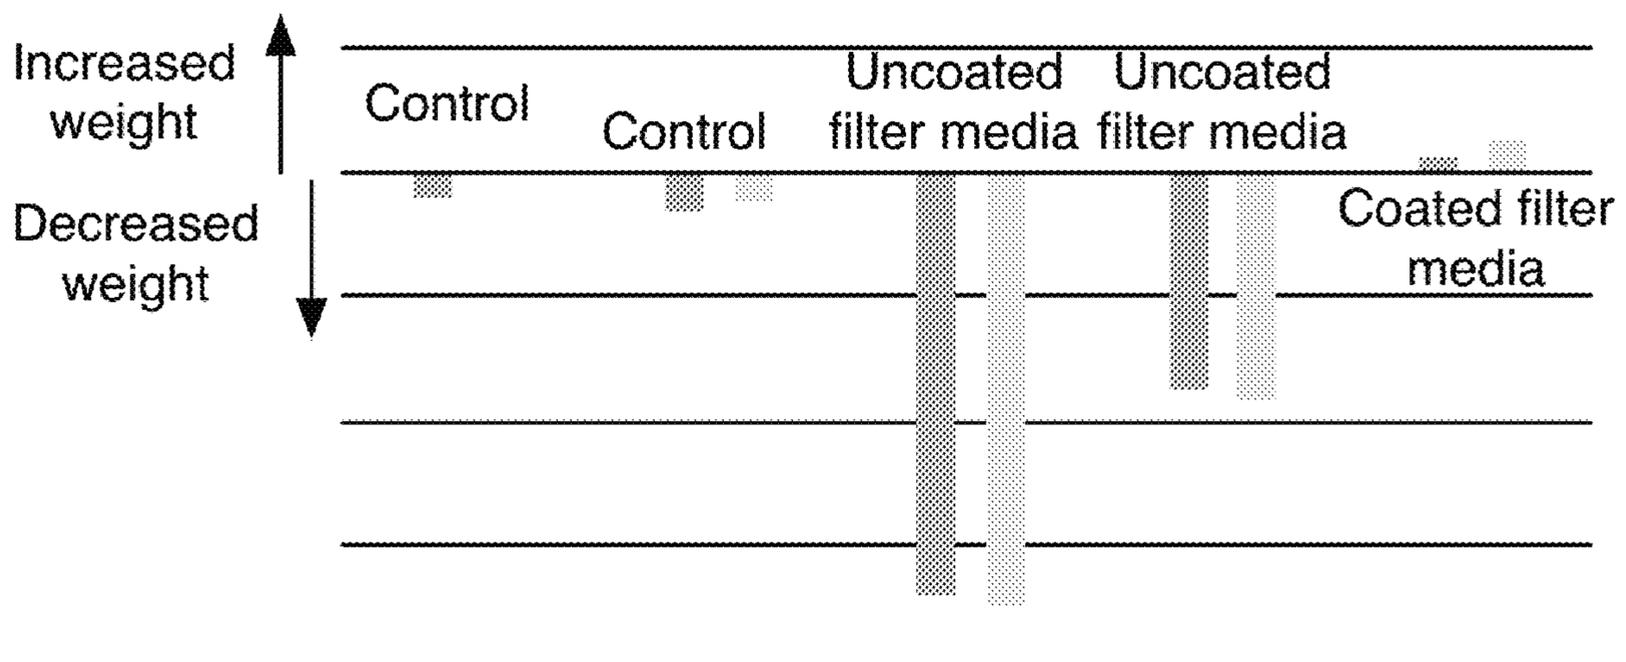 Increased
weight
Decreased
weight
Control
Control
Uncoated
filter media
Uncoated
filter media
Coated filter
media